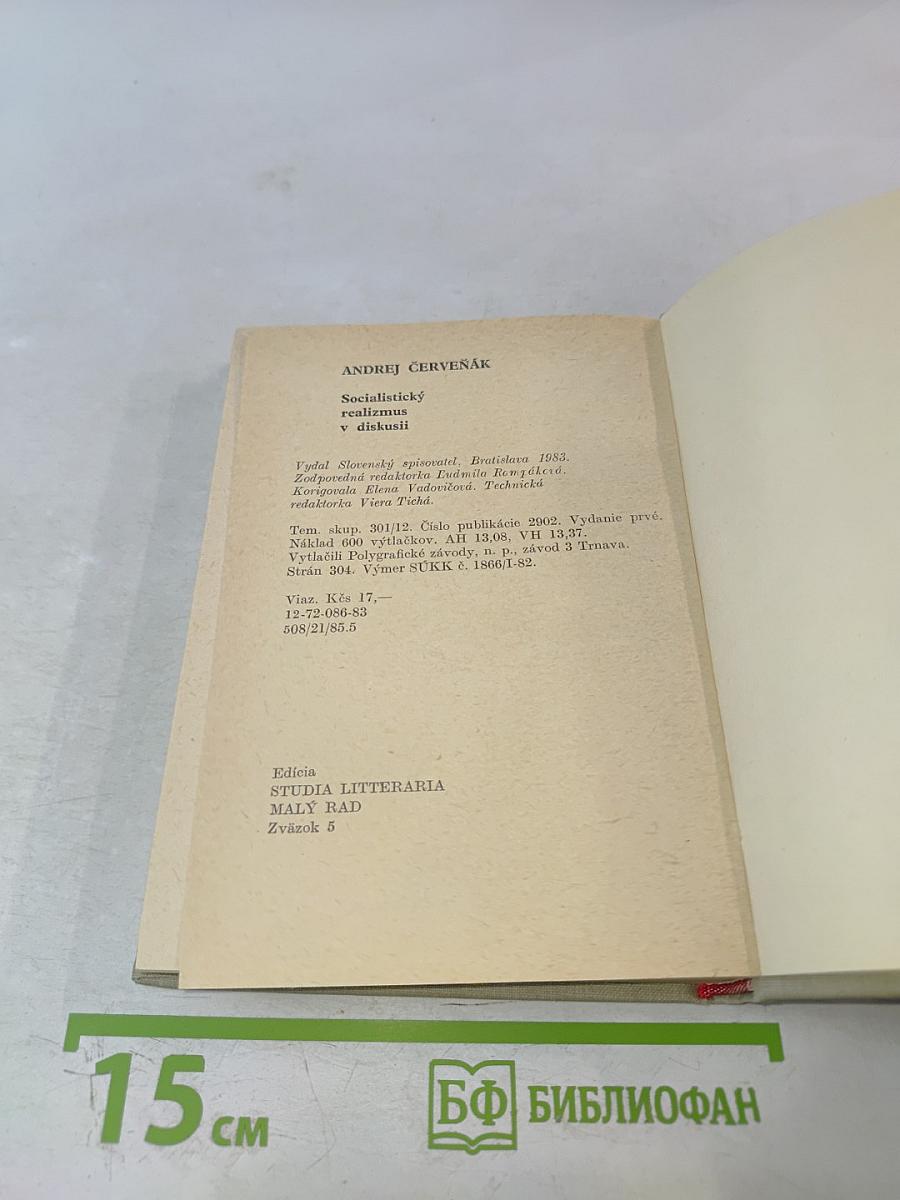 ANDREJ ČERVEŇÁK
Socialistický
realizmus
v diskusii
Vydal Slovenský spisovateľ, Bratislava 1983.
Zodpovedná redaktorka Ľudmila Romzáková.
Korigovala Elena Vadovičová. Technická
redaktorka Viera Tichá.
Tem. skup. 301/12. Číslo publikácie 2902. Vydanie prvé.
Náklad 600 výtlačkov. AH 13,08, VH 13,37.
Vytlačili Polygrafické závody, n. p., závod 3 Trnava.
Strán 304. Výmer SÚKK č. 1866/I-82.
Viaz. Kčs 17,—
12-72-086-83
508/21/85.5
Edícia
STUDIA LITTERARIA
MALÝ RAD
Zväzok 5
15 см
БФ БИБЛИОФАН